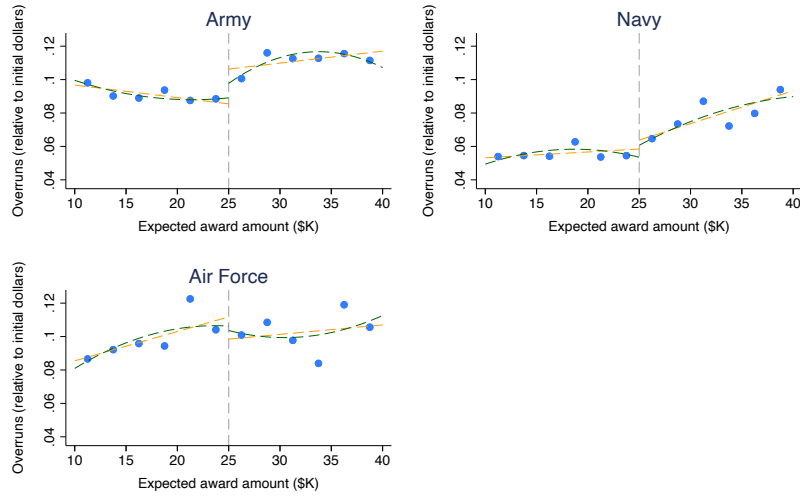 Army
Overruns (relative to initial dollars)
.12
.1
.08
.06
.04
10 15 20 25 30 35 40
Expected award amount ($K)
Navy
Overruns (relative to initial dollars)
.12
.1
.08
.06
.04
10 15 20 25 30 35 40
Expected award amount ($K)
Air Force
Overruns (relative to initial dollars)
.12
.1
.08
.06
.04
10 15 20 25 30 35 40
Expected award amount ($K)